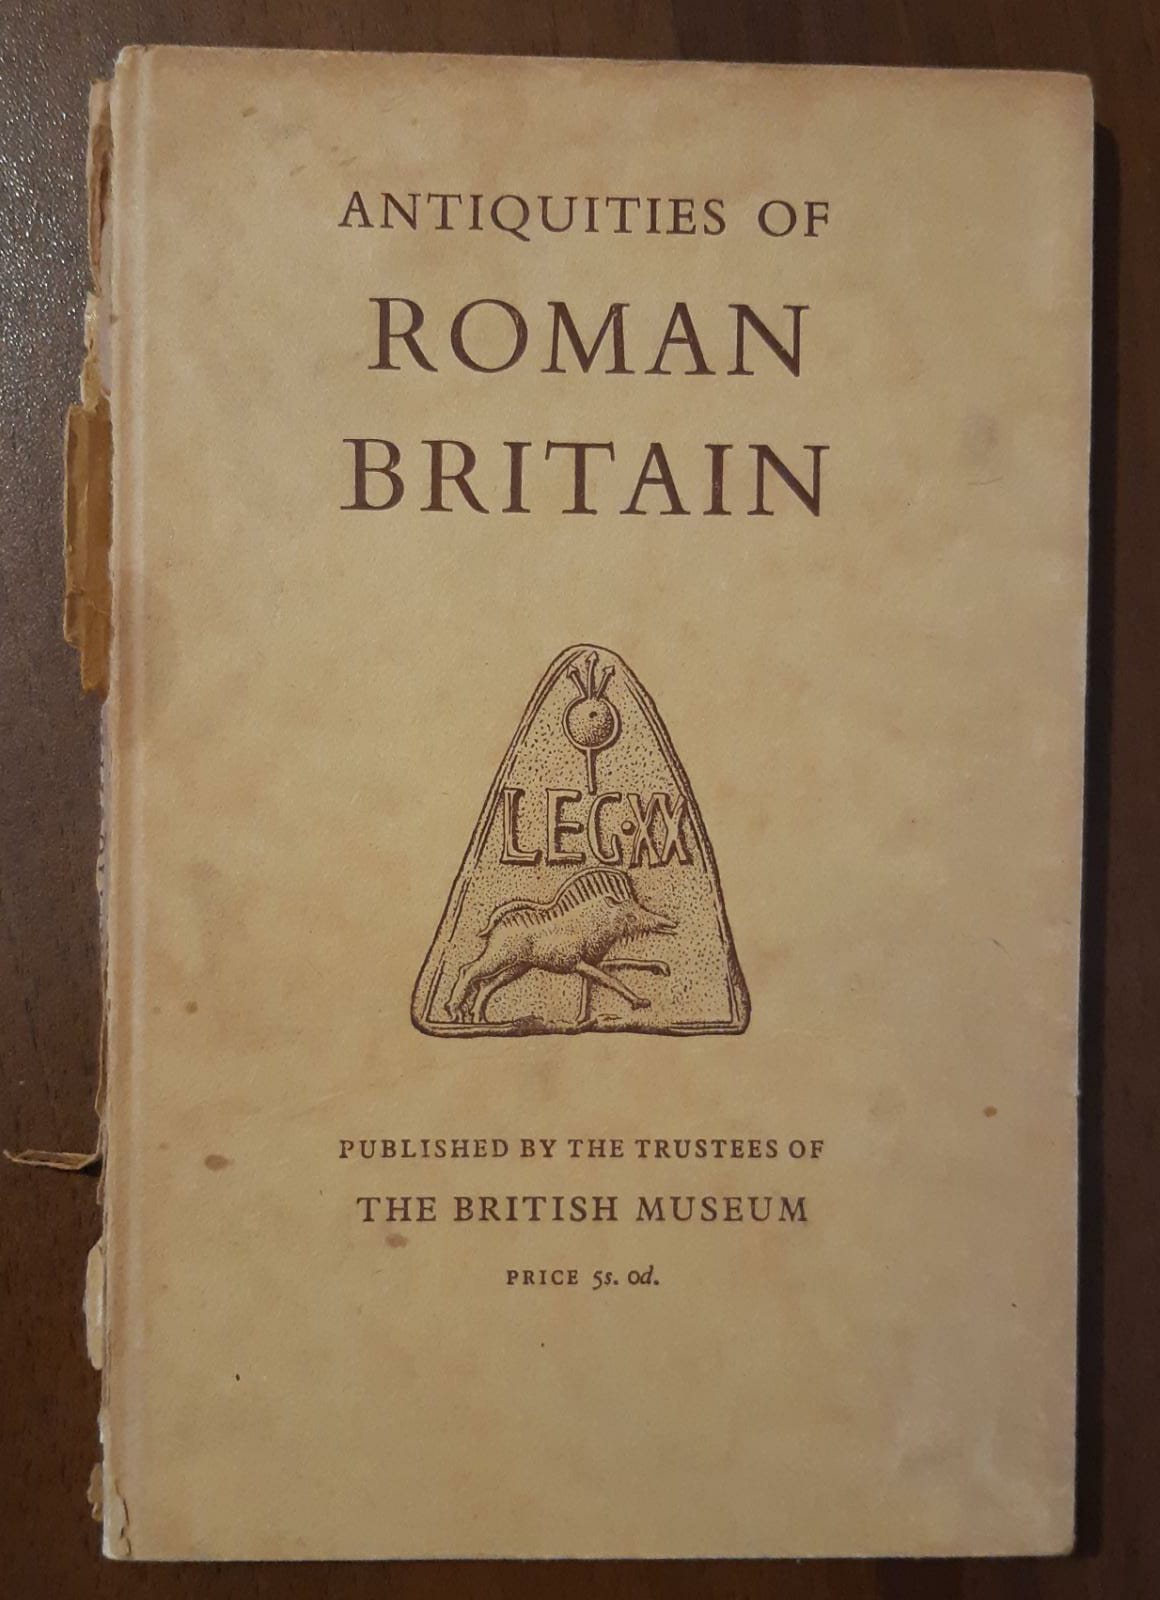 ANTIQUITIES OF
ROMAN
BRITAIN
LEG·XX
PUBLISHED BY THE TRUSTEES OF
THE BRITISH MUSEUM
PRICE 5s. 0d.